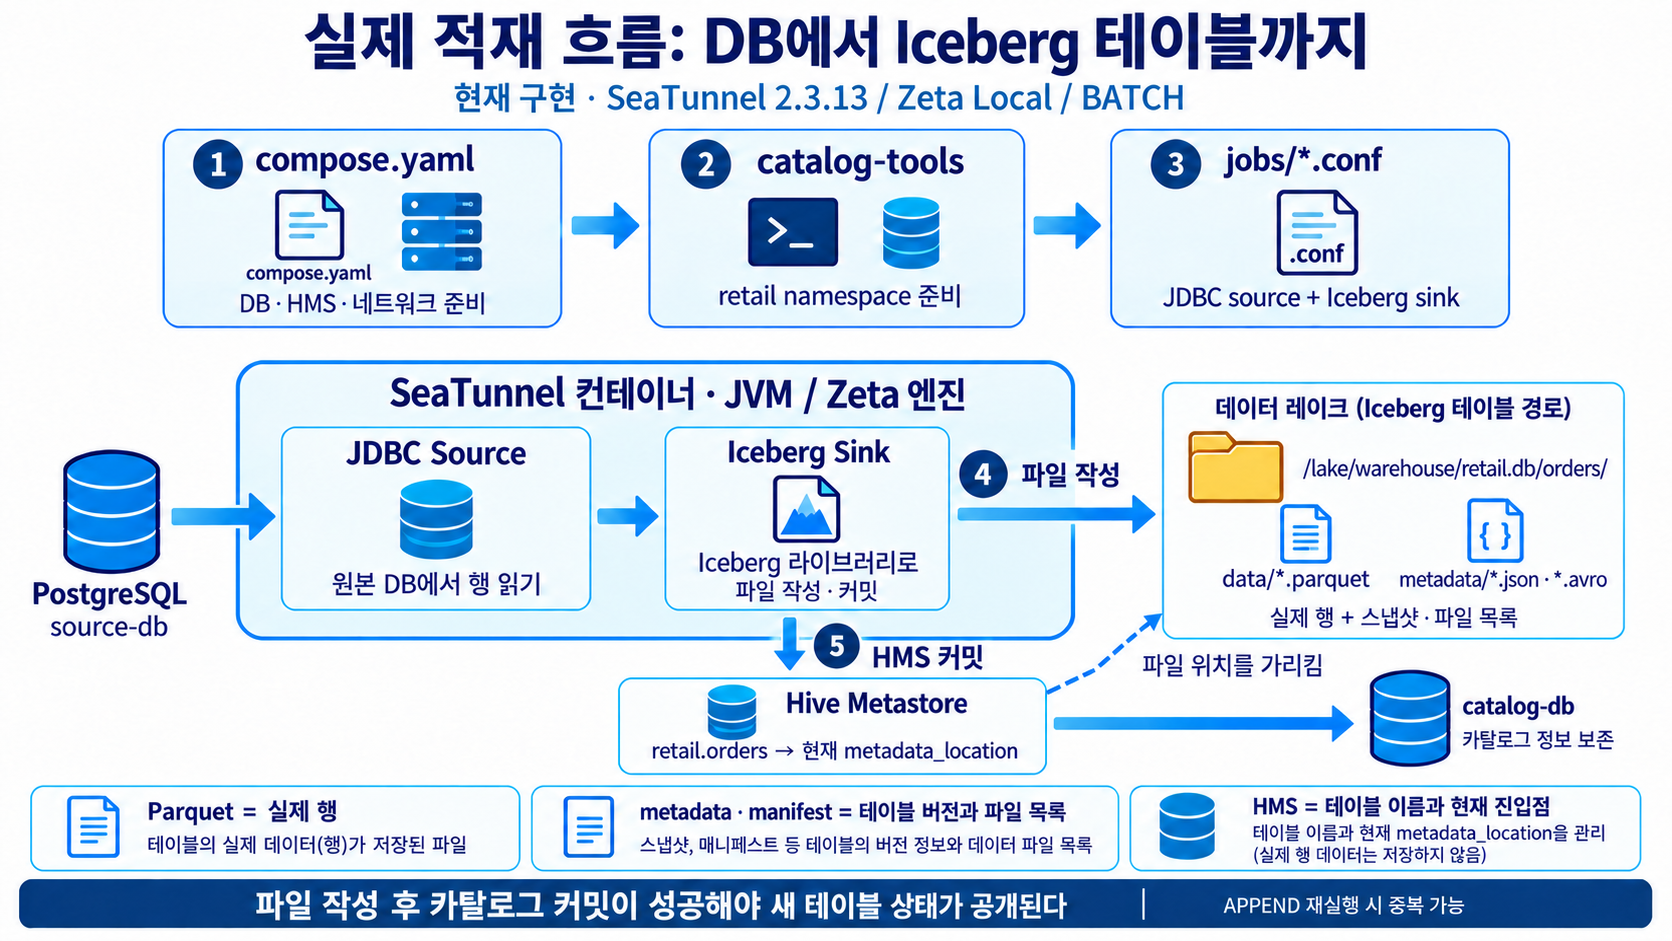 실제 적재 흐름: DB에서 Iceberg 테이블까지
현재 구현 · SeaTunnel 2.3.13 / Zeta Local / BATCH
1 compose.yaml
compose.yaml
DB · HMS · 네트워크 준비
2 catalog-tools
>_
retail namespace 준비
3 jobs/*.conf
.conf
JDBC source + Iceberg sink
SeaTunnel 컨테이너 · JVM / Zeta 엔진
PostgreSQL
source-db
JDBC Source
원본 DB에서 행 읽기
Iceberg Sink
Iceberg 라이브러리로
파일 작성 · 커밋
4 파일 작성
데이터 레이크 (Iceberg 테이블 경로)
/lake/warehouse/retail.db/orders/
{ }
data/*.parquet
metadata/*.json · *.avro
실제 행 + 스냅샷 · 파일 목록
5 HMS 커밋
파일 위치를 가리킴
Hive Metastore
retail.orders → 현재 metadata_location
catalog-db
카탈로그 정보 보존
Parquet = 실제 행
테이블의 실제 데이터(행)가 저장된 파일
metadata · manifest = 테이블 버전과 파일 목록
스냅샷, 매니페스트 등 테이블의 버전 정보와 데이터 파일 목록
HMS = 테이블 이름과 현재 진입점
테이블 이름과 현재 metadata_location을 관리
(실제 행 데이터는 저장하지 않음)
파일 작성 후 카탈로그 커밋이 성공해야 새 테이블 상태가 공개된다
APPEND 재실행 시 중복 가능